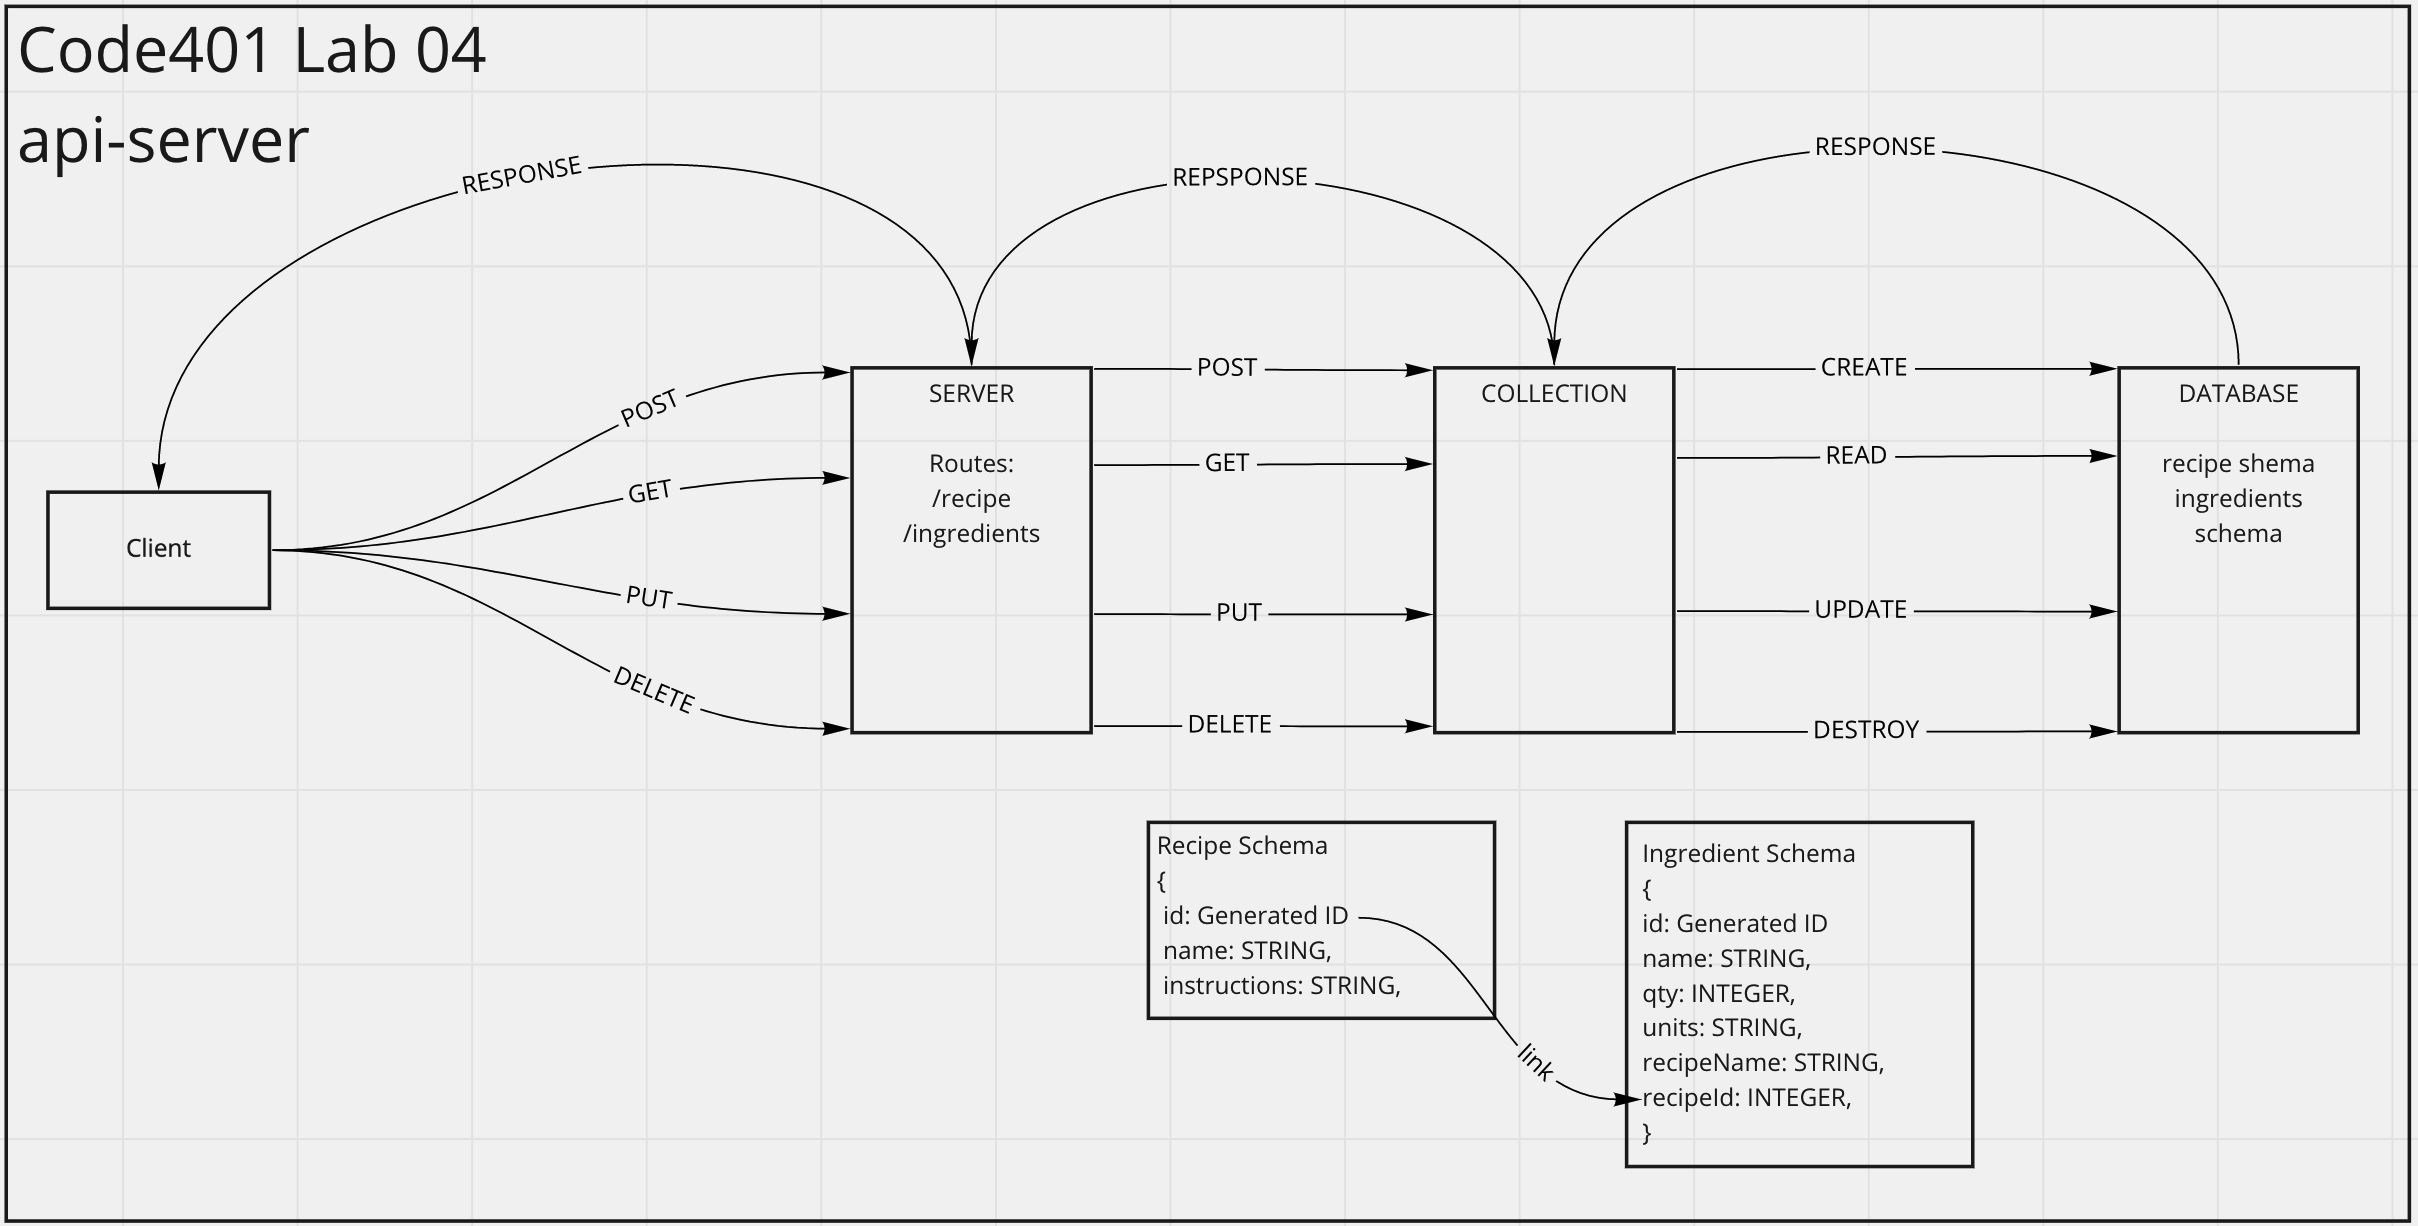 Code401 Lab 04
api-server
RESPONSE
REPSPONSE
RESPONSE
Client
POST
GET
PUT
DELETE
SERVER
Routes:
/recipe
/ingredients
POST
GET
PUT
DELETE
COLLECTION
CREATE
READ
UPDATE
DESTROY
DATABASE
recipe shema
ingredients
schema
Recipe Schema
{
id: Generated ID
name: STRING,
instructions: STRING,
link
Ingredient Schema
{
id: Generated ID
name: STRING,
qty: INTEGER,
units: STRING,
recipeName: STRING,
recipeId: INTEGER,
}